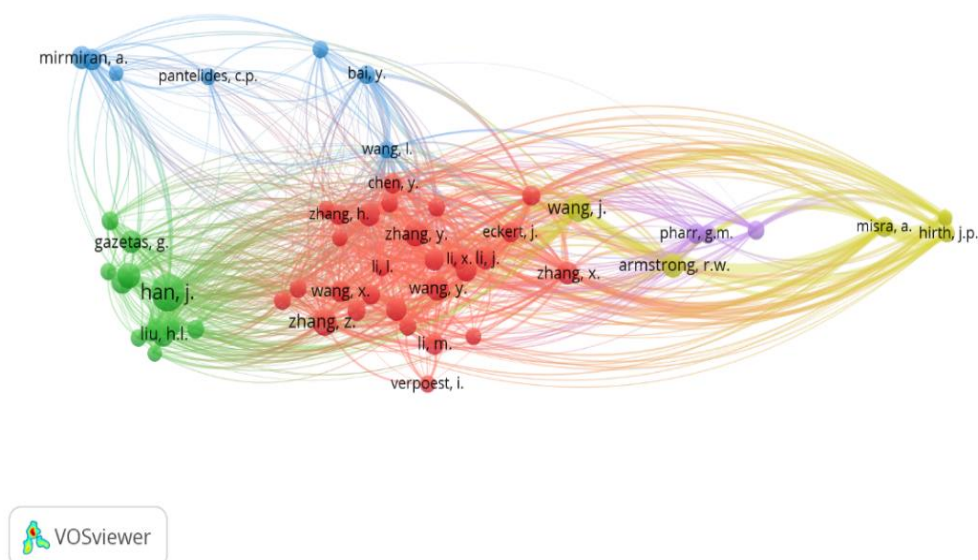 mirmiran, a.
pantelides, c.p.
bai, y.
wang, l.
chen, y.
zhang, h.
wang, j.
gazetas, g.
zhang, y.
eckert, j.
pharr, g.m.
misra, a.
hirth, j.p.
li, l.
li, x.
li, j.
zhang, x.
armstrong, r.w.
han, j.
wang, x.
wang, y.
zhang, z.
liu, h.l.
li, m.
verpoest, i.
VOSviewer